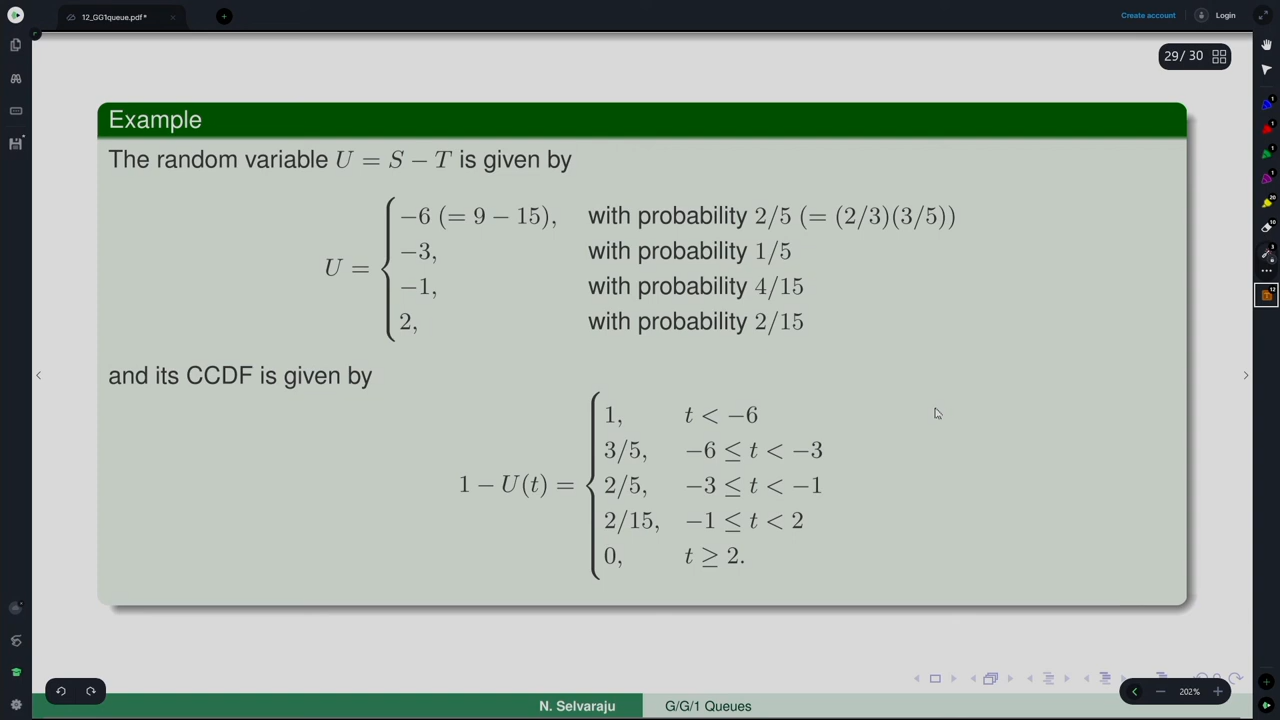 12_GG1queue.pdf*
Create account
Login
29/ 30
Example
The random variable U = S − T is given by
U =
−6 (= 9 − 15), with probability 2/5 (= (2/3)(3/5))
−3, with probability 1/5
−1, with probability 4/15
2, with probability 2/15
and its CCDF is given by
1 − U(t) =
1, t < −6
3/5, −6 ≤ t < −3
2/5, −3 ≤ t < −1
2/15, −1 ≤ t < 2
0, t ≥ 2.
202%
N. Selvaraju
G/G/1 Queues